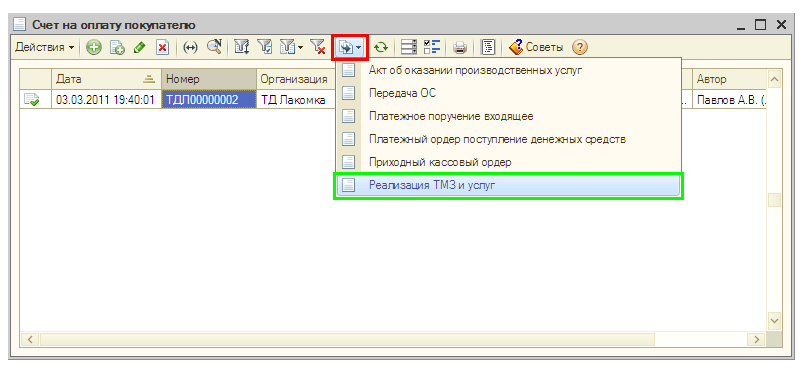 Счет на оплату покупателю
Действия
Советы
Дата Номер Организация Автор
03.03.2011 19:40:01 ТДЛ00000002 ТД Лакомка ... Павлов А.В. (.
Акт об оказании производственных услуг
Передача ОС
Платежное поручение входящее
Платежный ордер поступление денежных средств
Приходный кассовый ордер
Реализация ТМЗ и услуг